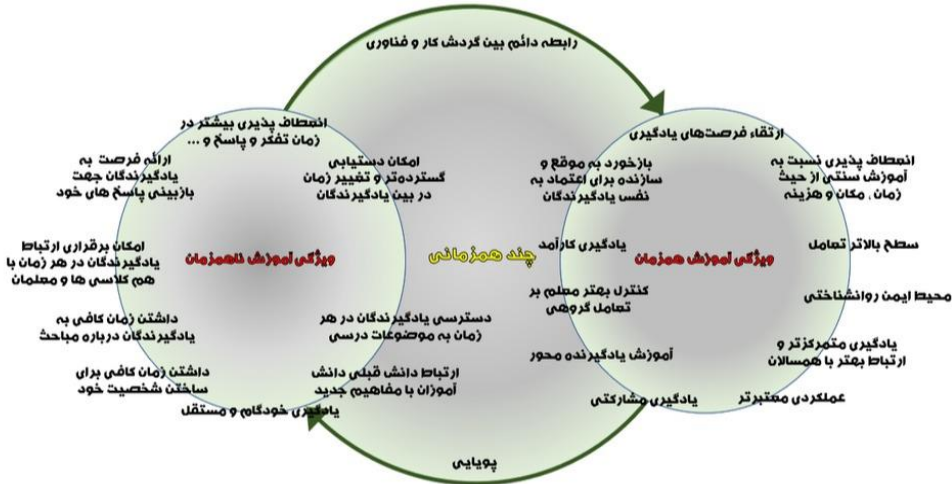 رابطه دائم بین گردش کار و فناوری
ارتقاء فرصت‌های یادگیری
انعطاف پذیری نسبت به
آموزش سنتی از حیث
زمان، مکان و هزینه
بازخورد به موقع و
سازنده برای اعتماد به
نفس یادگیرندگان
سطح بالاتر تعامل
یادگیری کارآمد
ویژگی آموزش همزمان
محیط ایمن روانشناختی
کنترل بهتر معلم بر
تعامل گروهی
یادگیری متمرکزتر و
ارتباط بهتر با همسالان
آموزش یادگیرنده محور
عملکردی معتبرتر
یادگیری مشارکتی
چند همزمانی
انعطاف پذیری بیشتر در
زمان تفکر و پاسخ و ...
امکان دستیابی
گسترده‌تر و تغییر زمان
در بین یادگیرندگان
ارائه فرصت به
یادگیرندگان جهت
بازبینی پاسخ های خود
ویژگی آموزش ناهمزمان
امکان برقراری ارتباط
یادگیرندگان در هر زمان با
هم کلاسی ها و معلمان
دسترسی یادگیرندگان در هر
زمان به موضوعات درسی
داشتن زمان کافی به
یادگیرندگان درباره مباحث
ارتباط دانش قبلی دانش
آموزان با مفاهیم جدید
داشتن زمان کافی برای
ساختن شخصیت خود
یادگیری خودگام و مستقل
پویایی